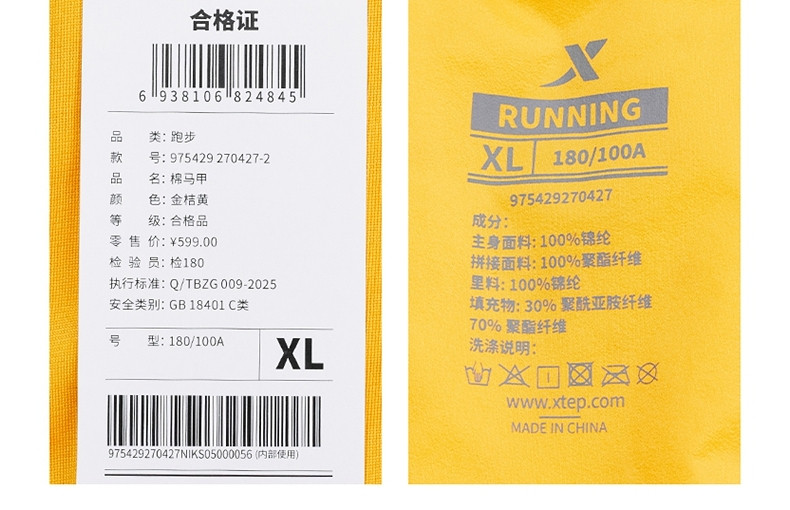 合格证
6 938106 824845
品 类: 跑步
款 号: 975429 270427-2
品 名: 棉马甲
颜 色: 金桔黄
等 级: 合格品
零 售 价: ¥599.00
检 验 员: 检180
执行标准: Q/TBZG 009-2025
安全类别: GB 18401 C类
号 型: 180/100A
XL
975429270427NIKS05000056 (内部使用)
RUNNING
XL 180/100A
975429270427
成分:
主身面料: 100%锦纶
拼接面料: 100%聚酯纤维
里料: 100%锦纶
填充物: 30% 聚酰亚胺纤维
70% 聚酯纤维
洗涤说明:
www.xtep.com
MADE IN CHINA